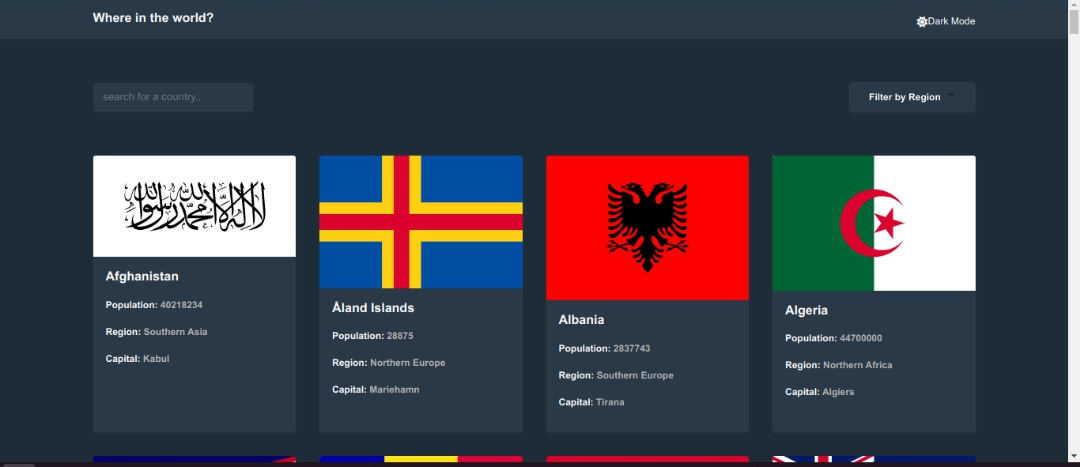 Where in the world?
Dark Mode
search for a country..
Filter by Region
لا إله إلا الله محمد رسول الله
Afghanistan
Population: 40218234
Region: Southern Asia
Capital: Kabul
Åland Islands
Population: 28875
Region: Northern Europe
Capital: Mariehamn
Albania
Population: 2837743
Region: Southern Europe
Capital: Tirana
Algeria
Population: 44700000
Region: Northern Africa
Capital: Algiers